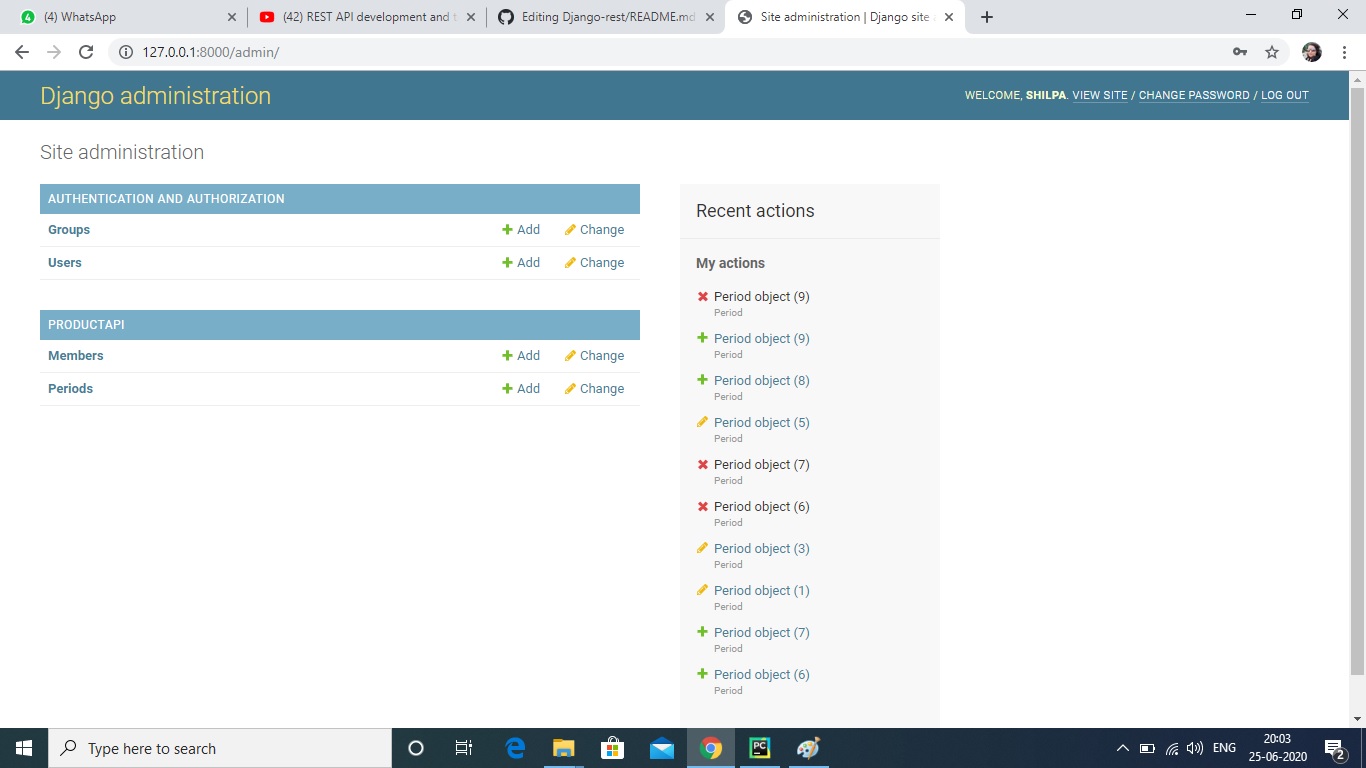 (4) WhatsApp
(42) REST API development and t
Editing Django-rest/README.md
Site administration | Django site
127.0.0.1:8000/admin/
Django administration
WELCOME, SHILPA. VIEW SITE / CHANGE PASSWORD / LOG OUT
Site administration
AUTHENTICATION AND AUTHORIZATION
Groups Add Change
Users Add Change
PRODUCTAPI
Members Add Change
Periods Add Change
Recent actions
My actions
Period object (9)
Period
Period object (9)
Period
Period object (8)
Period
Period object (5)
Period
Period object (7)
Period
Period object (6)
Period
Period object (3)
Period
Period object (1)
Period
Period object (7)
Period
Period object (6)
Period
Type here to search
PC
ENG
20:03
25-06-2020
2